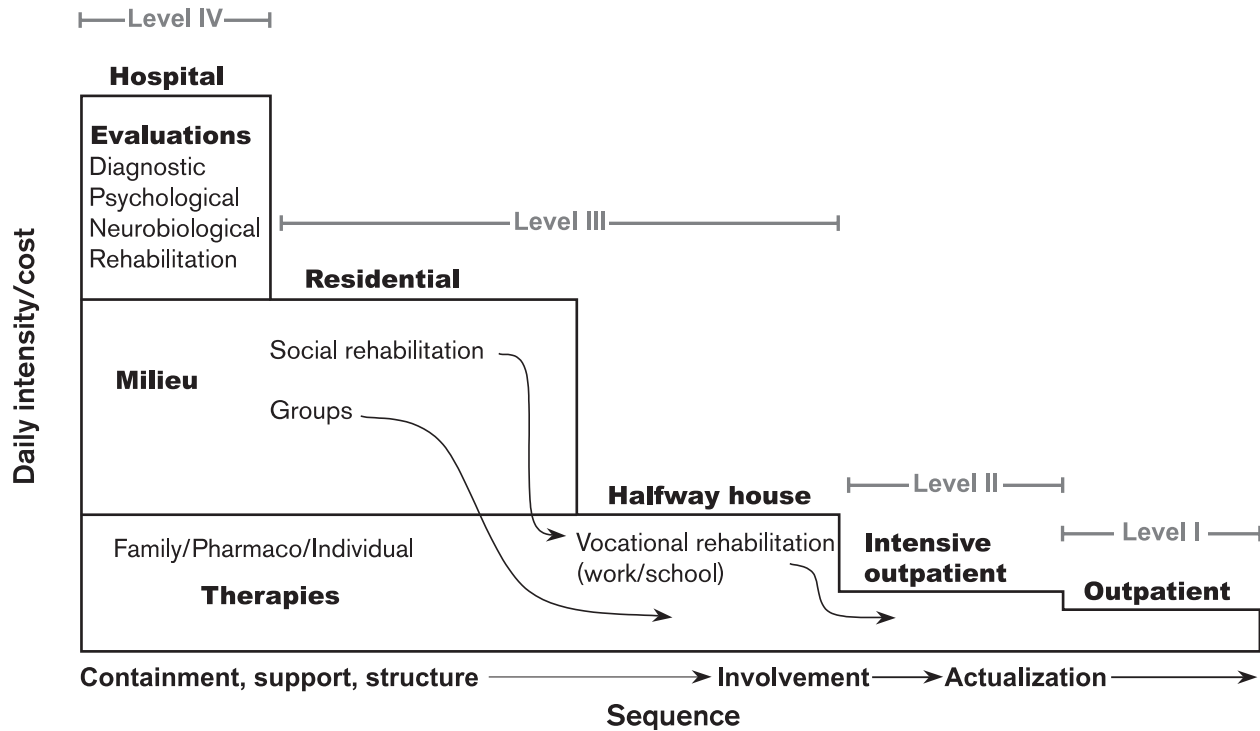 Level IV
Hospital
Evaluations
Diagnostic
Psychological
Neurobiological
Rehabilitation
Level III
Residential
Social rehabilitation
Milieu
Groups
Level II
Halfway house
Level I
Family/Pharmaco/Individual
Therapies
Vocational rehabilitation
(work/school)
Intensive
outpatient
Outpatient
Daily intensity/cost
Containment, support, structure
Involvement
Actualization
Sequence